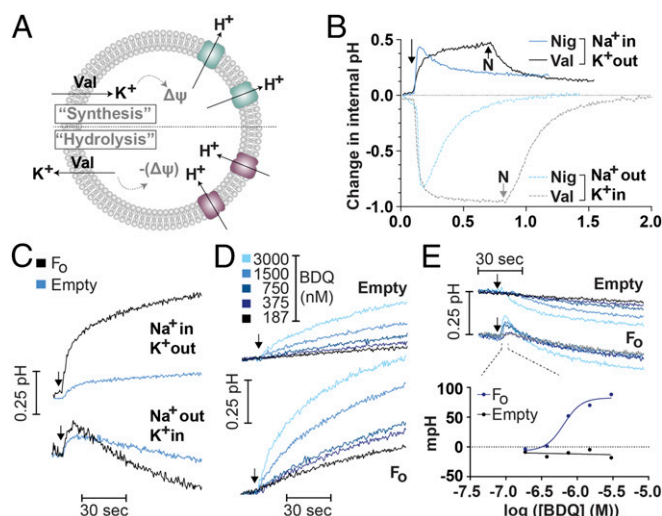 A
H+
Val
K+
Δψ
H+
"Synthesis"
"Hydrolysis"
Val
H+
K+
-(Δψ)
H+
B
Change in internal pH
0.5
0.0
-0.5
-1.0
Nig
Na+ in
Val
K+ out
N
N
Nig
Na+ out
Val
K+ in
0.0
0.5
1.0
1.5
2.0
C
FO
Empty
Na+ in
K+ out
0.25 pH
Na+ out
K+ in
30 sec
D
3000
1500
750
375
187
BDQ
(nM)
Empty
0.25 pH
FO
30 sec
E
30 sec
Empty
0.25 pH
FO
FO
Empty
mpH
100
50
0
-50
-7.5
-7.0
-6.5
-6.0
-5.5
-5.0
log ([BDQ] (M))